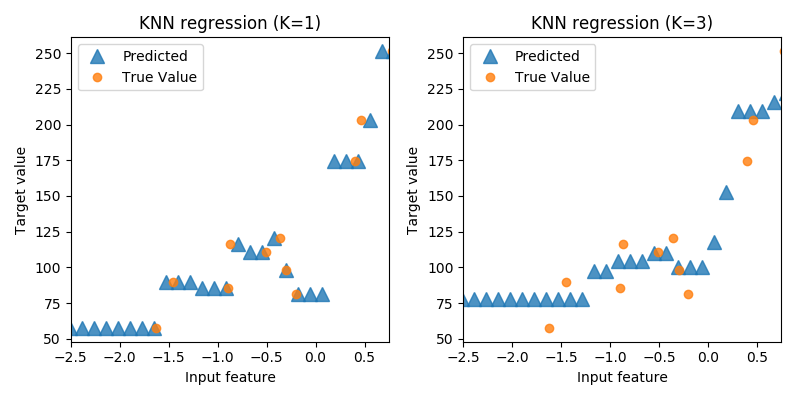 KNN regression (K=1)
Predicted
True Value
250
225
200
175
150
125
100
75
50
Target value
−2.5 −2.0 −1.5 −1.0 −0.5 0.0 0.5
Input feature
KNN regression (K=3)
Predicted
True Value
250
225
200
175
150
125
100
75
50
Target value
−2.5 −2.0 −1.5 −1.0 −0.5 0.0 0.5
Input feature